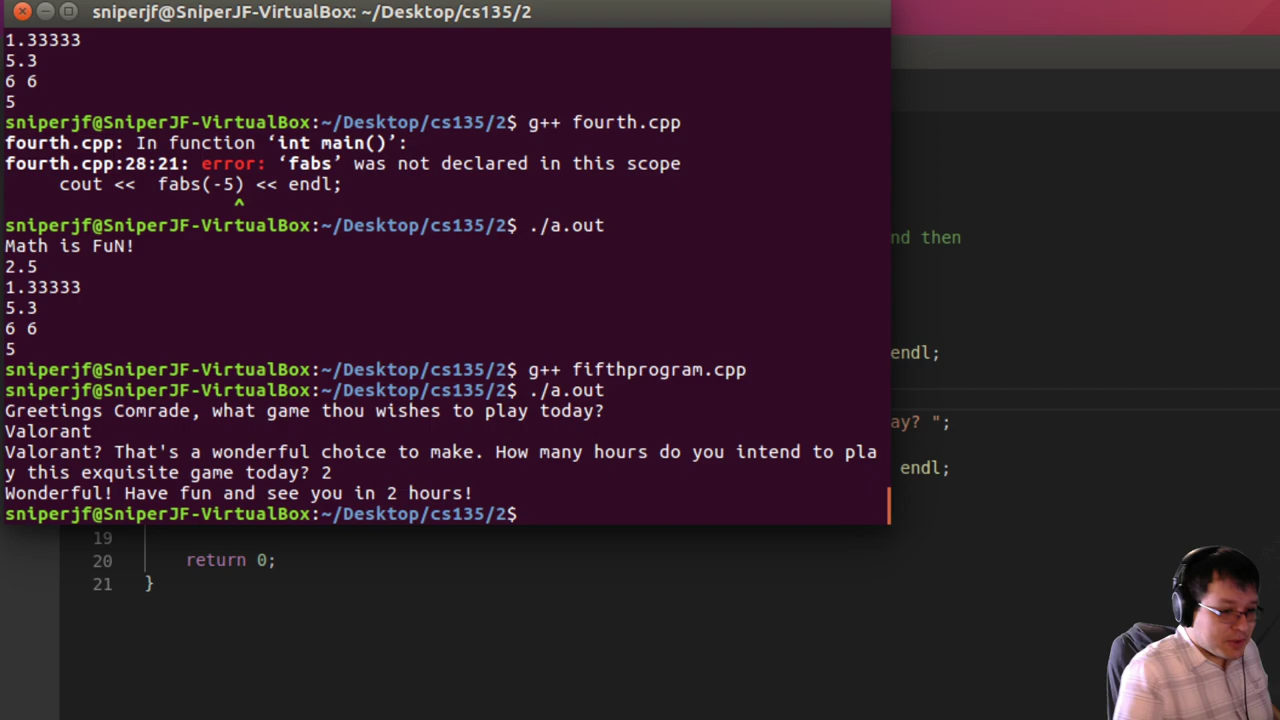 sniperjf@SniperJF-VirtualBox: ~/Desktop/cs135/2
1.33333
5.3
6 6
5
sniperjf@SniperJF-VirtualBox:~/Desktop/cs135/2$ g++ fourth.cpp
fourth.cpp: In function ‘int main()’:
fourth.cpp:28:21: error: ‘fabs’ was not declared in this scope
cout << fabs(-5) << endl;
^
sniperjf@SniperJF-VirtualBox:~/Desktop/cs135/2$ ./a.out
Math is FuN!
2.5
1.33333
5.3
6 6
5
sniperjf@SniperJF-VirtualBox:~/Desktop/cs135/2$ g++ fifthprogram.cpp
sniperjf@SniperJF-VirtualBox:~/Desktop/cs135/2$ ./a.out
Greetings Comrade, what game thou wishes to play today?
Valorant
Valorant? That's a wonderful choice to make. How many hours do you intend to pla
y this exquisite game today? 2
Wonderful! Have fun and see you in 2 hours!
sniperjf@SniperJF-VirtualBox:~/Desktop/cs135/2$
nd then
endl;
ay? ";
endl;
19
20 return 0;
21 }